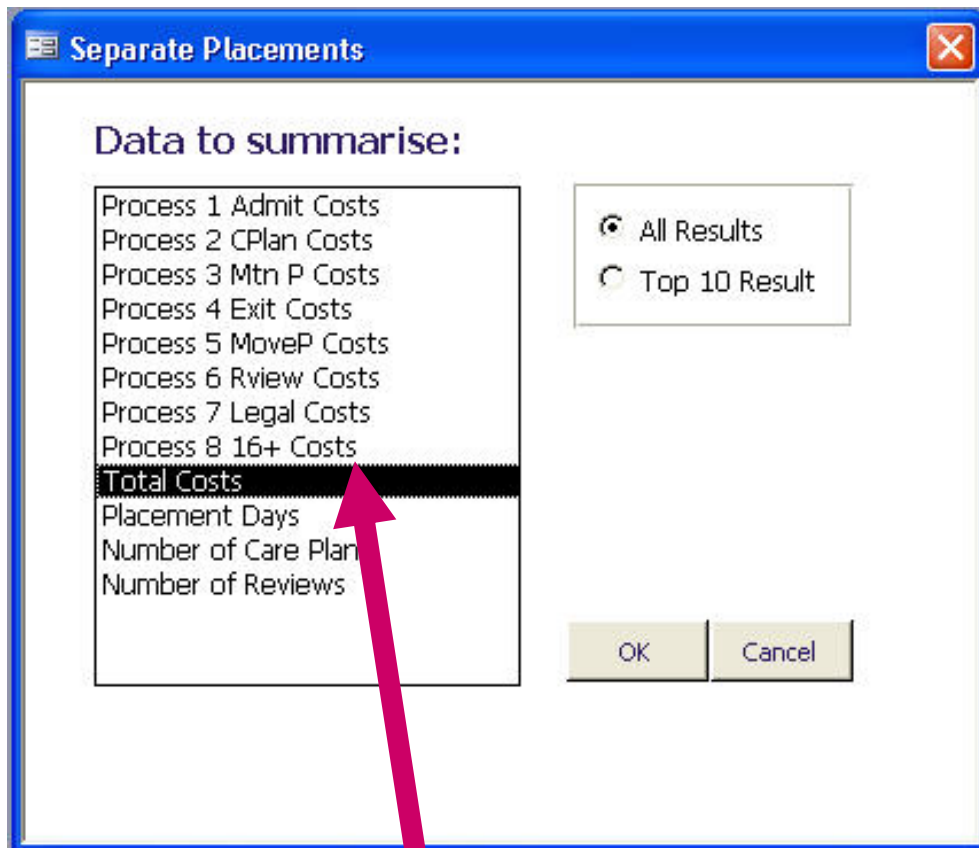 Separate Placements
Data to summarise:
Process 1 Admit Costs
Process 2 CPlan Costs
Process 3 Mtn P Costs
Process 4 Exit Costs
Process 5 MoveP Costs
Process 6 Rview Costs
Process 7 Legal Costs
Process 8 16+ Costs
Total Costs
Placement Days
Number of Care Plan
Number of Reviews
All Results
Top 10 Result
OK
Cancel